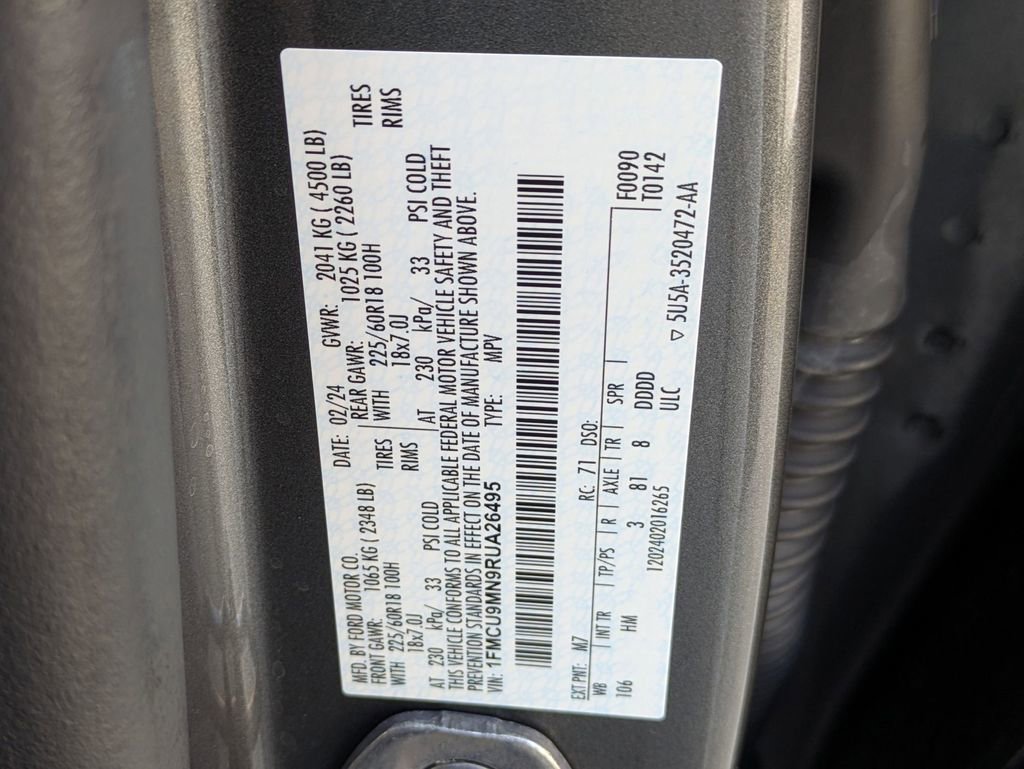 MFD. BY FORD MOTOR CO.
DATE: 02/24 GVWR: 2041 KG ( 4500 LB)
FRONT GAWR: 1065 KG ( 2348 LB) REAR GAWR: 1025 KG ( 2260 LB)
WITH 225/60R18 100H TIRES WITH 225/60R18 100H TIRES
18x7.0J RIMS 18x7.0J RIMS
AT 230 kPa/ 33 PSI COLD AT 230 kPa/ 33 PSI COLD
THIS VEHICLE CONFORMS TO ALL APPLICABLE FEDERAL MOTOR VEHICLE SAFETY AND THEFT
PREVENTION STANDARDS IN EFFECT ON THE DATE OF MANUFACTURE SHOWN ABOVE.
VIN: 1FMCU9MN9RUA26495 TYPE: MPV
EXT PNT: M7 RC: 71 DSO: F0090
WB INT TR TP/PS R AXLE TR SPR T0142
106 HM 3 81 8 DDDD
1202402016265 ULC
▽ 5U5A-3520472-AA